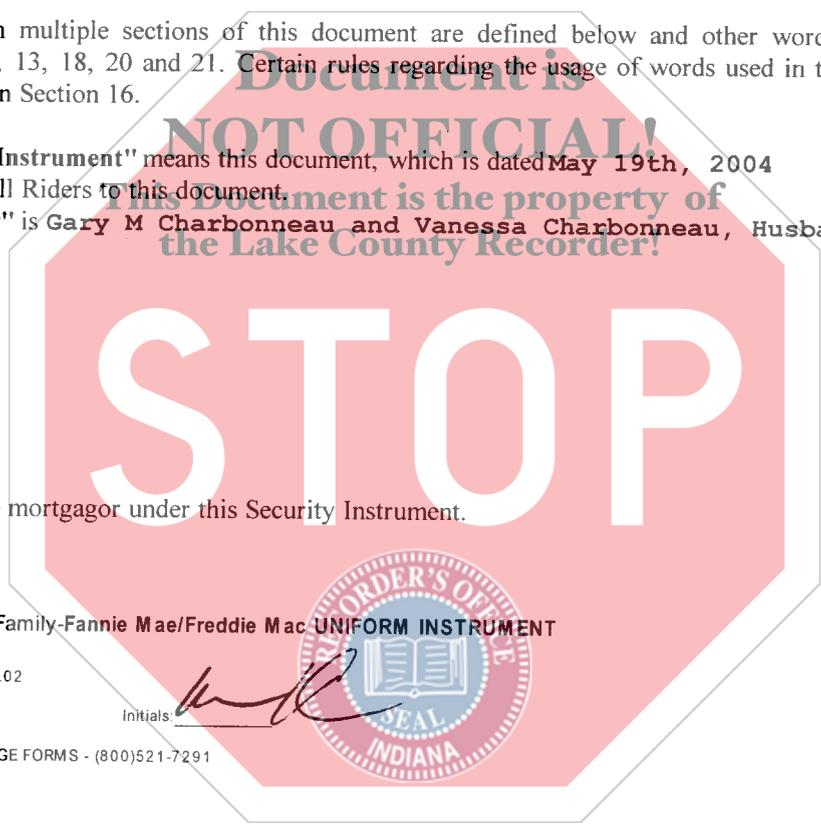 multiple sections of this document are defined below and other word
, 13, 18, 20 and 21. Certain rules regarding the usage of words used in t
n Section 16.
Document is
NOT OFFICIAL!
This Document is the property of
the Lake County Recorder!
Instrument" means this document, which is dated May 19th, 2004
ll Riders to this document.
" is Gary M Charbonneau and Vanessa Charbonneau, Husba
STOP
mortgagor under this Security Instrument.
Family-Fannie Mae/Freddie Mac UNIFORM INSTRUMENT
.02
Initials:
GE FORMS - (800)521-7291
RECORDER'S OFFICE
SEAL
INDIANA